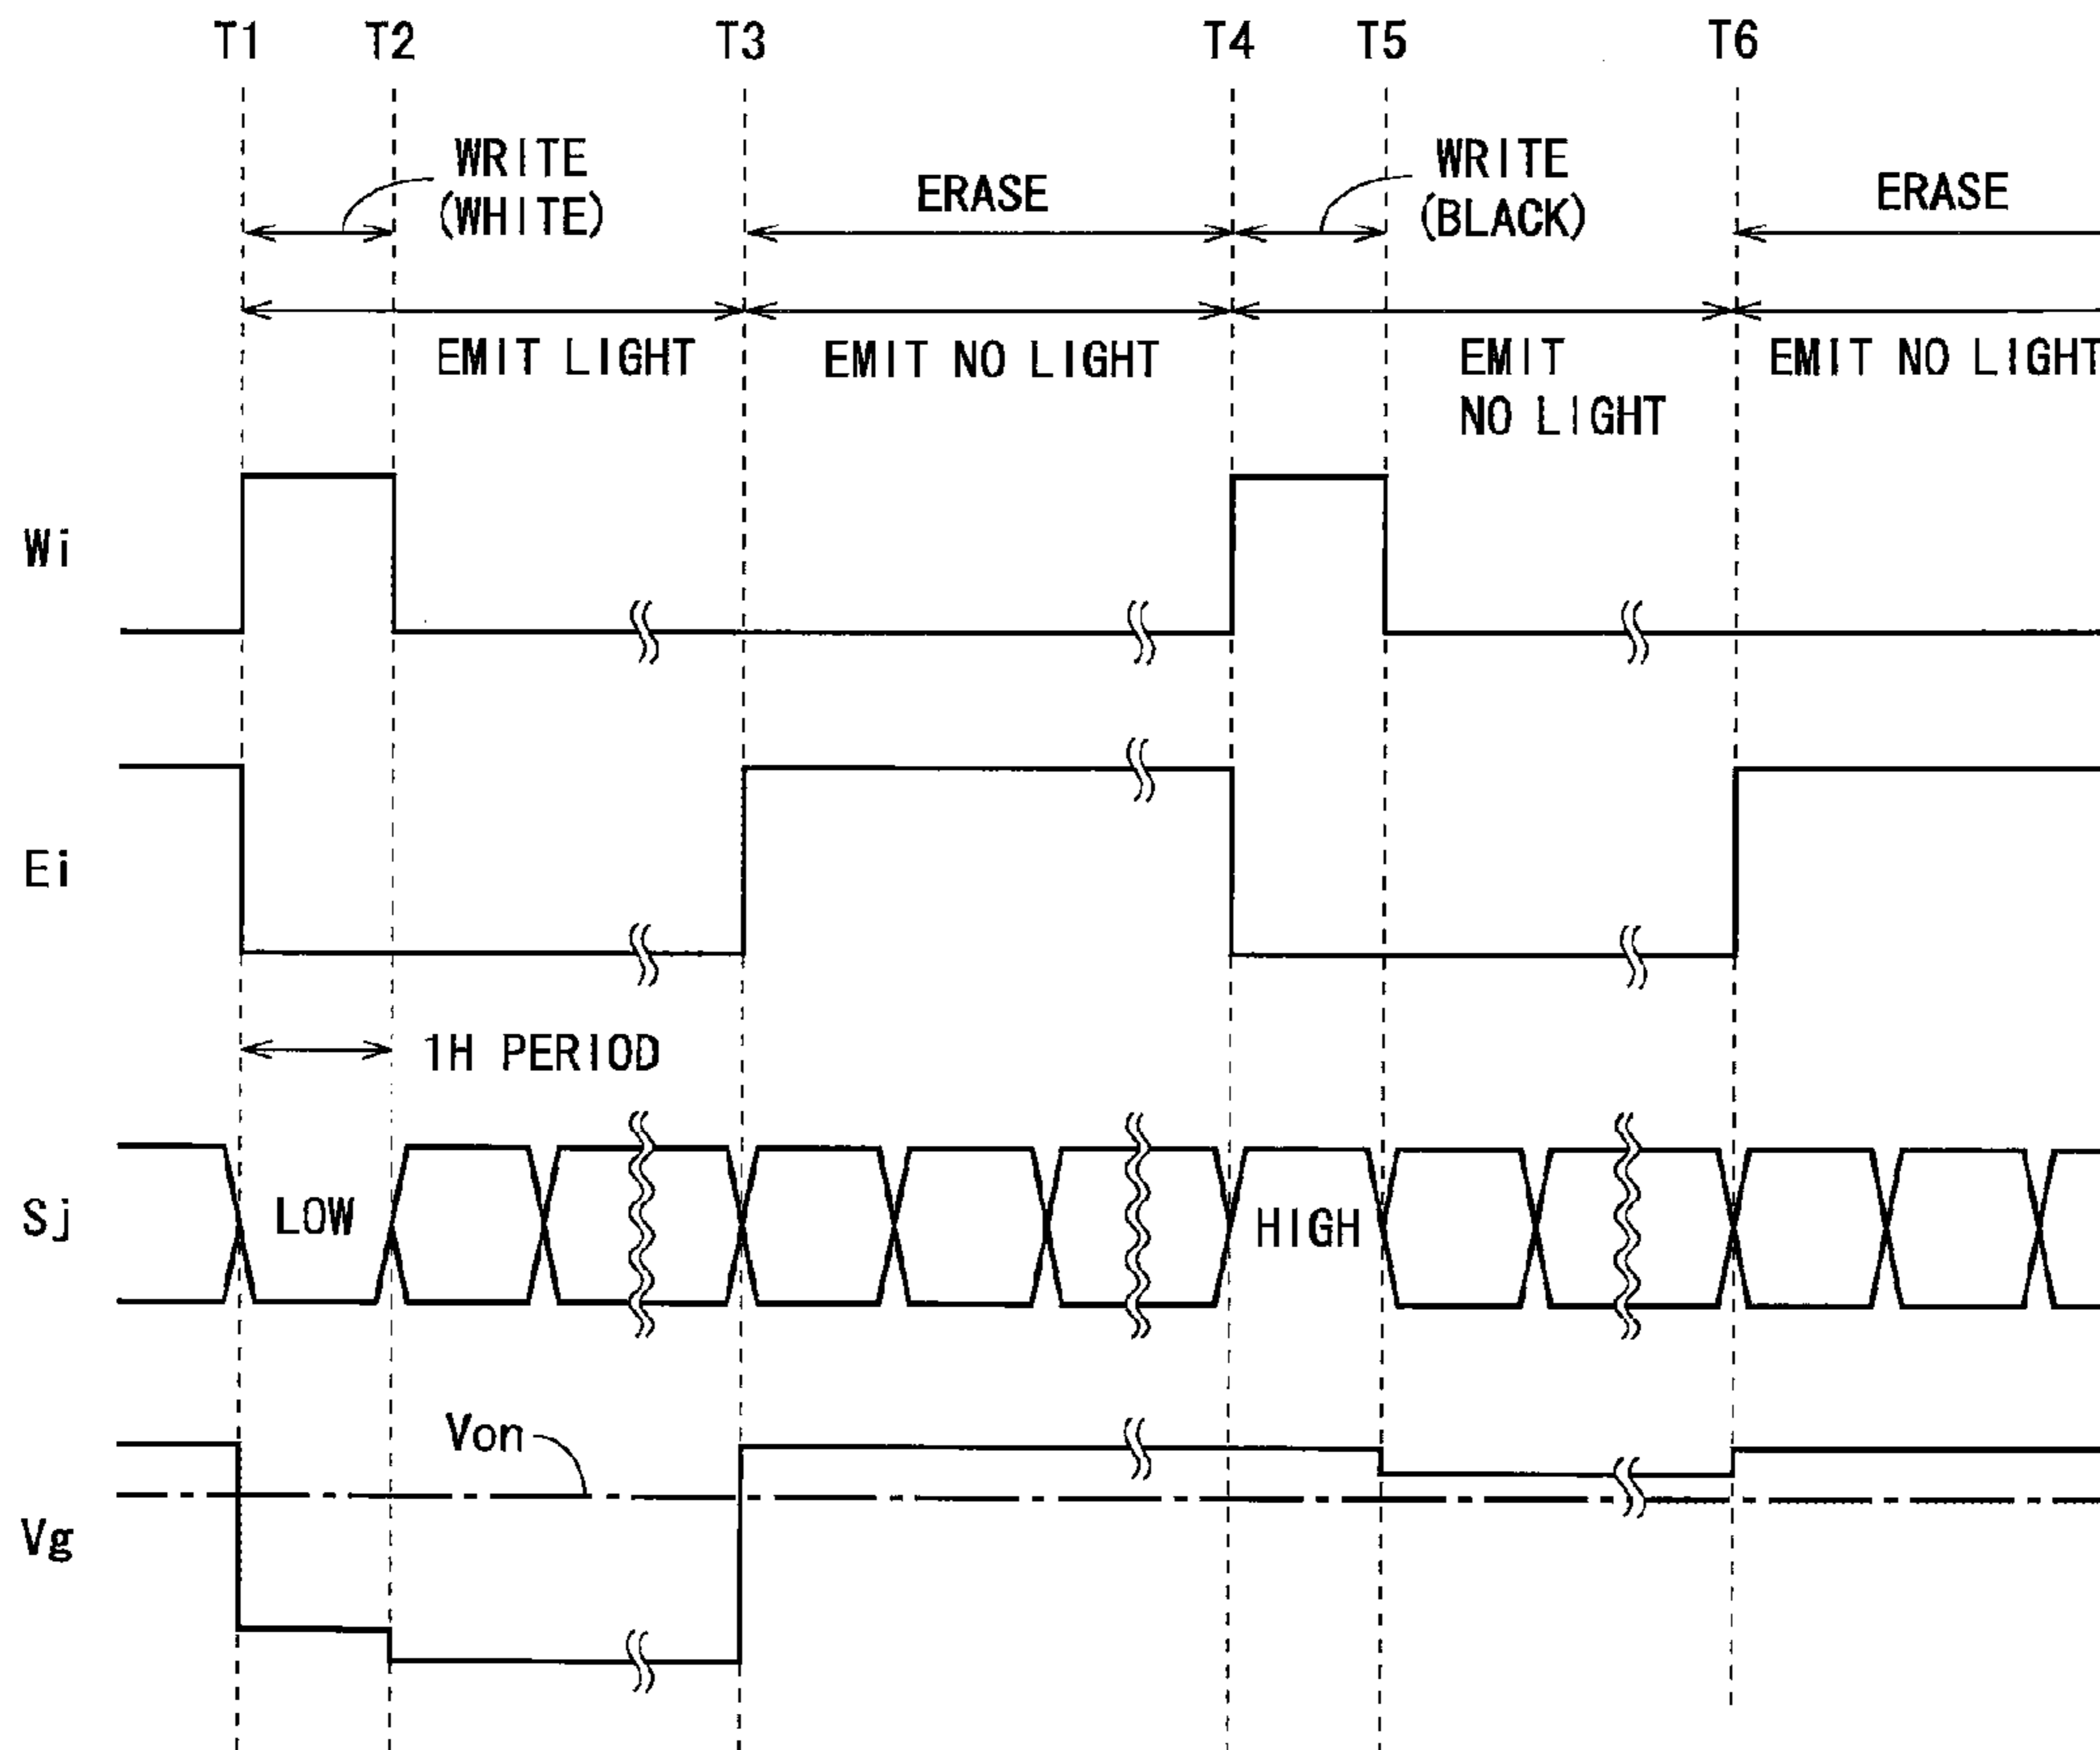 T1 T2 T3 T4 T5 T6
WRITE
(WHITE)
ERASE
WRITE
(BLACK)
ERASE
EMIT LIGHT
EMIT NO LIGHT
EMIT
NO LIGHT
EMIT NO LIGHT
Wi
Ei
1H PERIOD
Sj
LOW
HIGH
Von
Vg